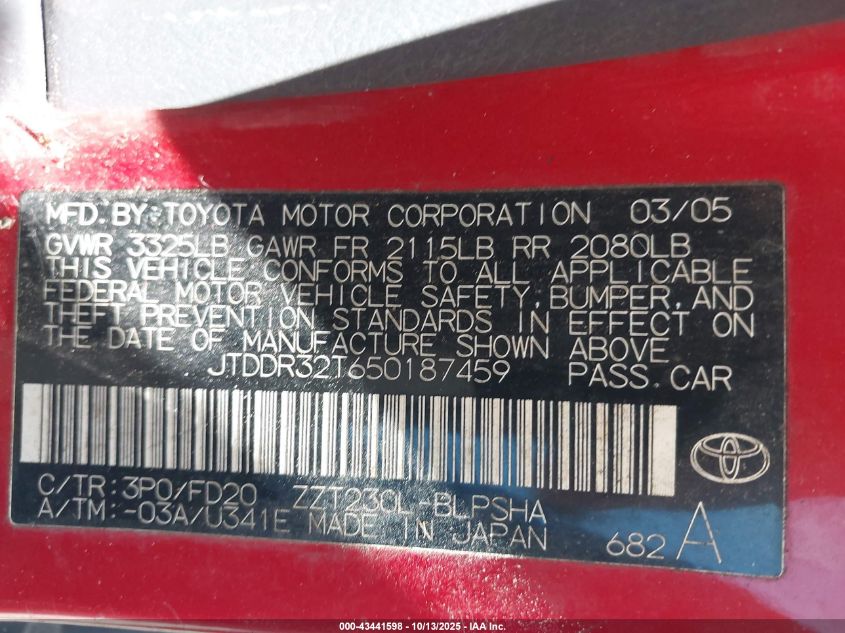 MFD. BY: TOYOTA MOTOR CORPORATION 03/05
GVWR 3325LB GAWR FR 2115LB RR 2080LB
THIS VEHICLE CONFORMS TO ALL APPLICABLE
FEDERAL MOTOR VEHICLE SAFETY, BUMPER, AND
THEFT PREVENTION STANDARDS IN EFFECT ON
THE DATE OF MANUFACTURE SHOWN ABOVE
JTDDR32T650187459 PASS. CAR
C/TR: 3P0/FD20 ZZT230L-BLPSHA
A/TM: -03A/U341E MADE IN JAPAN 682 A
000-43441598 - 10/13/2025 - IAA Inc.